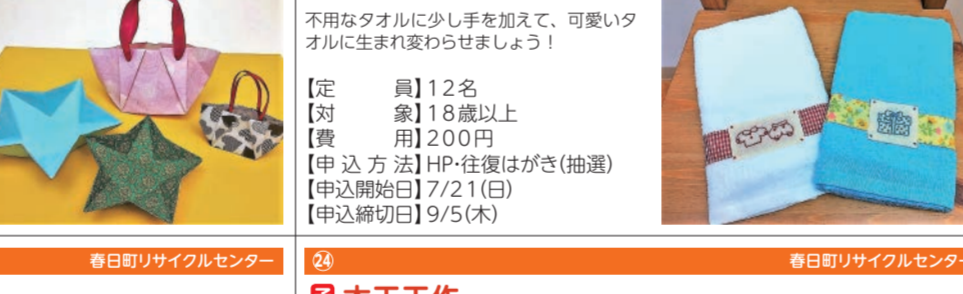 不用なタオルに少し手を加えて、可愛いタ
オルに生まれ変わらせましょう！
【定　　員】12名
【対　　象】18歳以上
【費　　用】200円
【申込方法】HP・往復はがき(抽選)
【申込開始日】7/21(日)
【申込締切日】9/5(木)
春日町リサイクルセンター
㉔
春日町リサイクルセンター